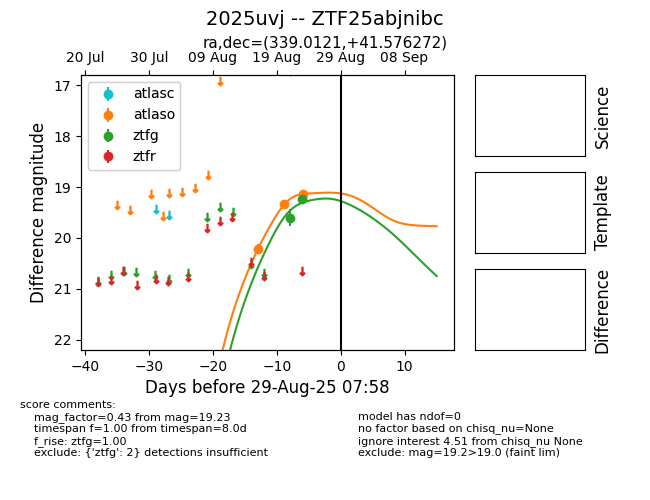 2025uvj -- ZTF25abjnibc
ra,dec=(339.0121,+41.576272)
20 Jul 30 Jul 09 Aug 19 Aug 29 Aug 08 Sep
atlasc
atlaso
ztfg
ztfr
17
18
19
20
21
22
Difference magnitude
−40 −30 −20 −10 0 10
Days before 29-Aug-25 07:58
Science
Template
Difference
score comments:
mag_factor=0.43 from mag=19.23
timespan f=1.00 from timespan=8.0d
f_rise: ztfg=1.00
exclude: {'ztfg': 2} detections insufficient
model has ndof=0
no factor based on chisq_nu=None
ignore interest 4.51 from chisq_nu None
exclude: mag=19.2>19.0 (faint lim)